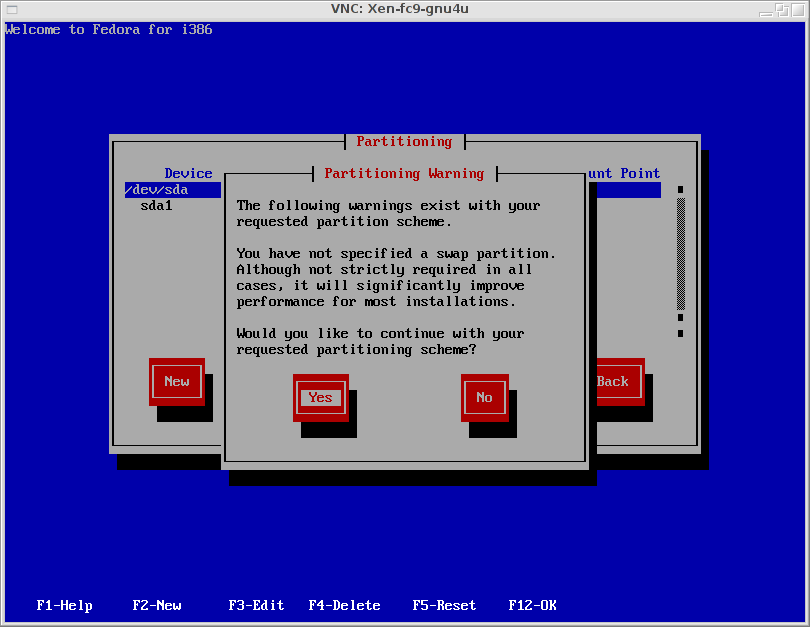 VNC: Xen-fc9-gnu4u
Welcome to Fedora for i386
Partitioning
Device
unt Point
Partitioning Warning
/dev/sda
sda1
The following warnings exist with your
requested partition scheme.
You have not specified a swap partition.
Although not strictly required in all
cases, it will significantly improve
performance for most installations.
Would you like to continue with your
requested partitioning scheme?
New
Yes
No
Back
F1-Help F2-New F3-Edit F4-Delete F5-Reset F12-OK